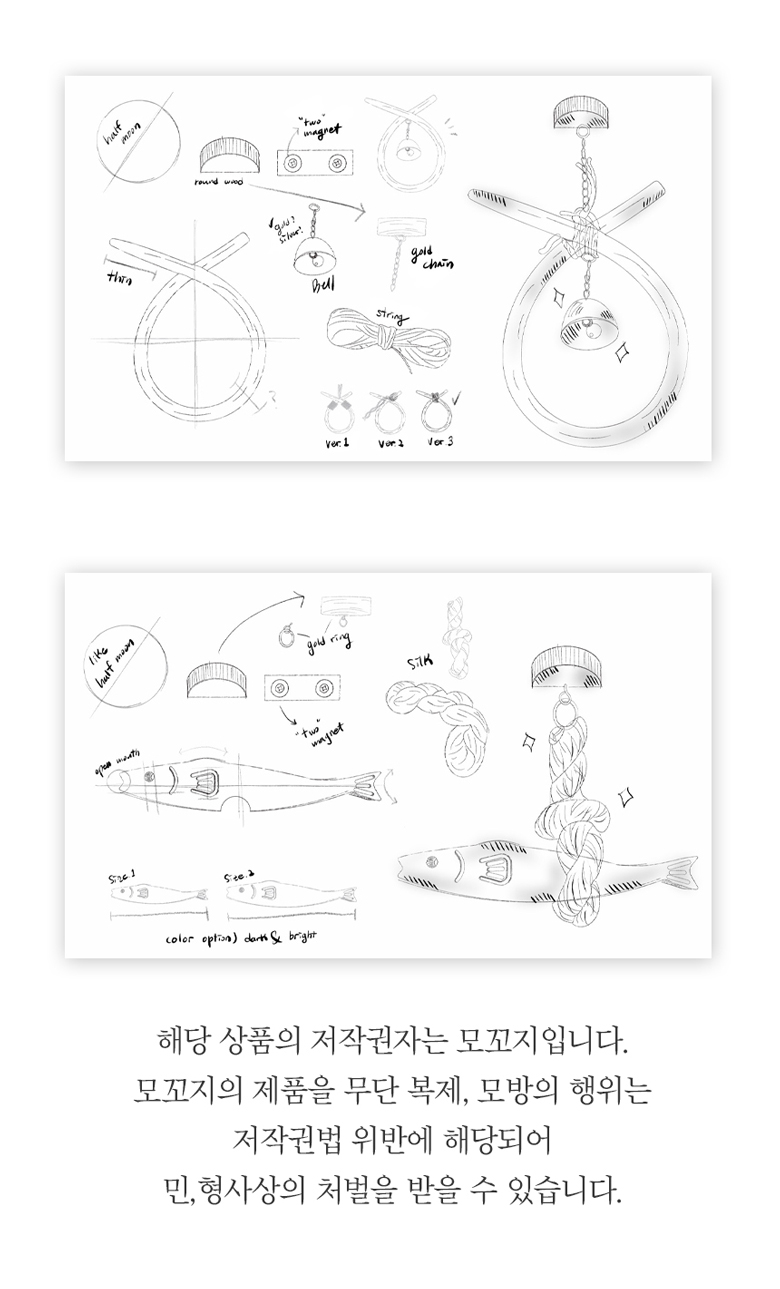 half
moon
"two"
magnet
round wood
gold?
silver?
Bell
gold
chain
thin
string
ver.1
ver.2
ver.3
like
half moon
gold ring
"two"
magnet
silk
open mouth
Size.1
Size.2
color option) dark & bright
해당 상품의 저작권자는 모꼬지입니다.
모꼬지의 제품을 무단 복제, 모방의 행위는
저작권법 위반에 해당되어
민,형사상의 처벌을 받을 수 있습니다.